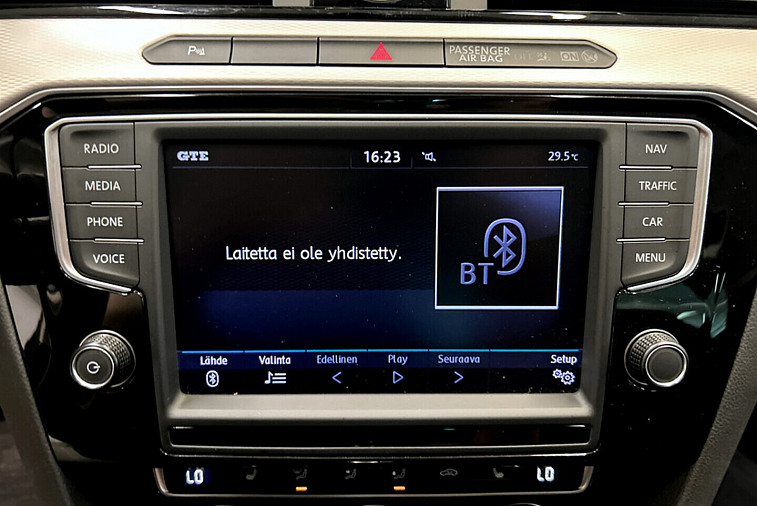 PASSENGER
AIR BAG
ON
RADIO
MEDIA
PHONE
VOICE
NAV
TRAFFIC
CAR
MENU
GTE 16:23 29.5°C
Laitetta ei ole yhdistetty.
BT
Lähde Valinta Edellinen Play Seuraava Setup
LO LO